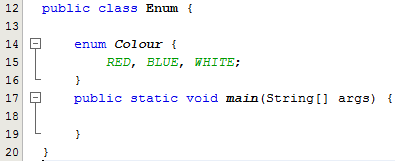 12 public class Enum {
13
14 enum Colour {
15 RED, BLUE, WHITE;
16 }
17 public static void main(String[] args) {
18
19 }
20 }